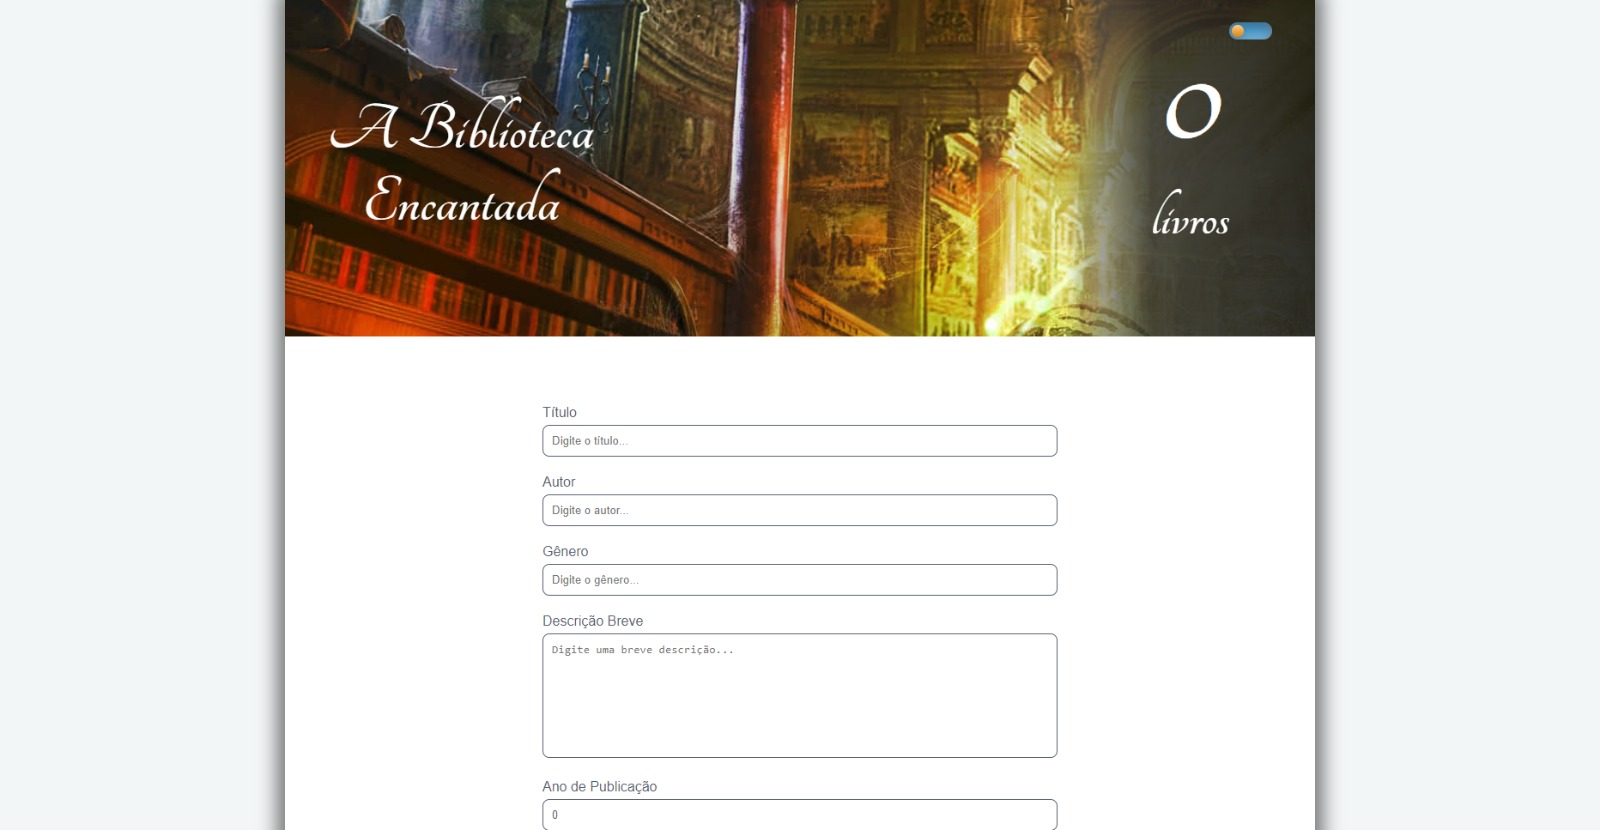 A Biblioteca
Encantada
0
livros
Título
Digite o título...
Autor
Digite o autor...
Gênero
Digite o gênero...
Descrição Breve
Digite uma breve descrição...
Ano de Publicação
0